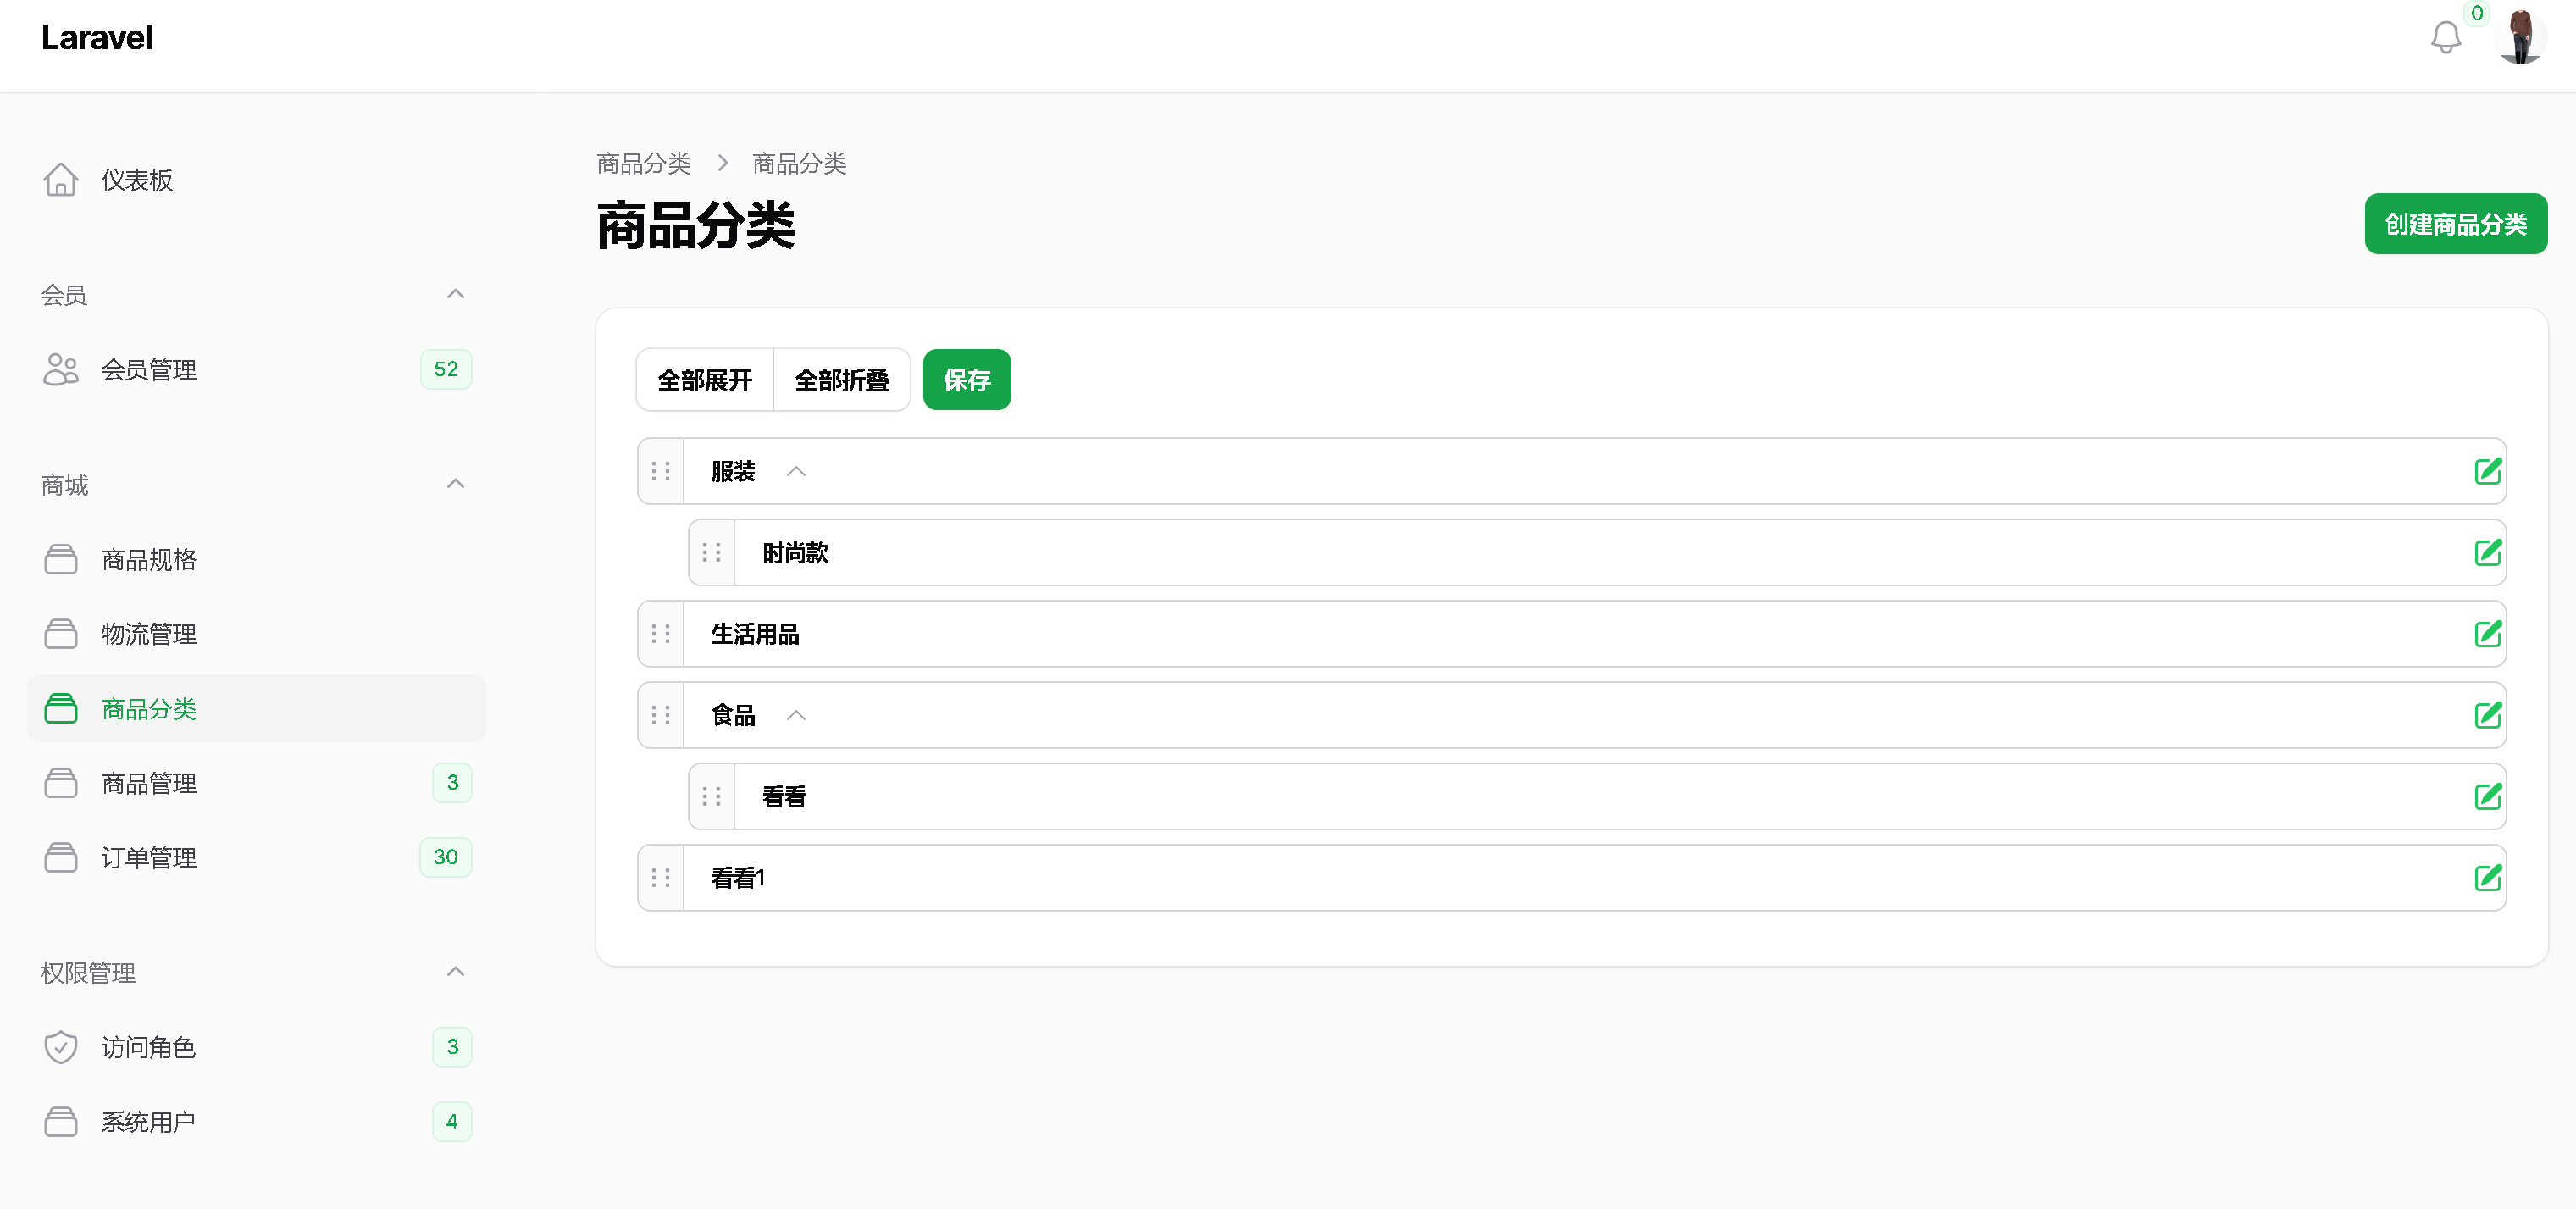 Laravel
0
仪表板
会员
会员管理
52
商城
商品规格
物流管理
商品分类
商品管理
3
订单管理
30
权限管理
访问角色
3
系统用户
4
商品分类 商品分类
商品分类
创建商品分类
全部展开 全部折叠 保存
服装
时尚款
生活用品
食品
看看
看看1